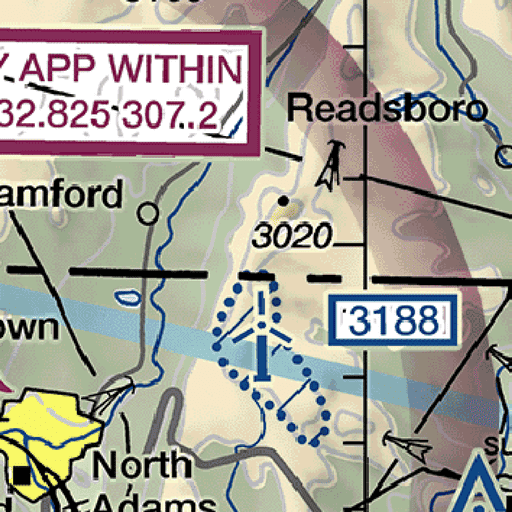 Y APP WITHIN
32.825 307.2
Readsboro
amford
3020
3188
own
North
Adams